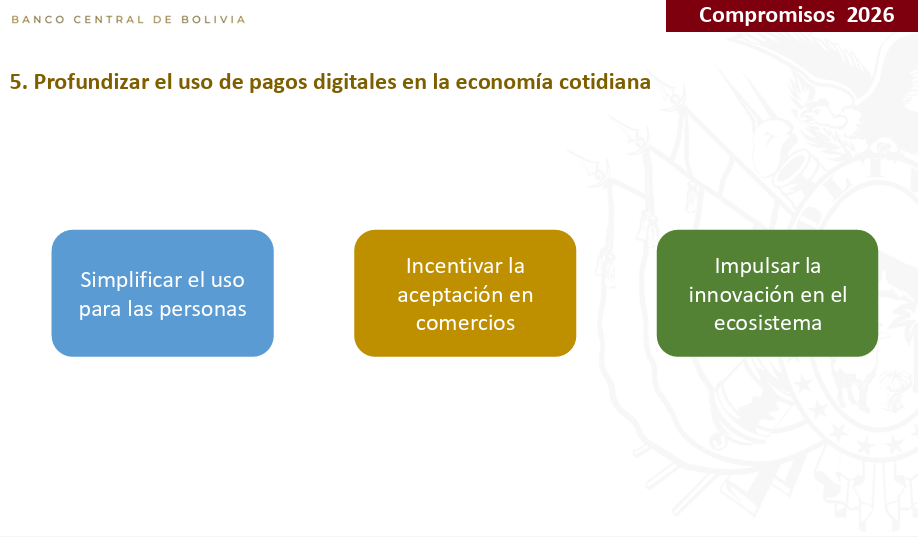 BANCO CENTRAL DE BOLIVIA
Compromisos 2026
5. Profundizar el uso de pagos digitales en la economía cotidiana
Simplificar el uso
para las personas
Incentivar la
aceptación en
comercios
Impulsar la
innovación en el
ecosistema